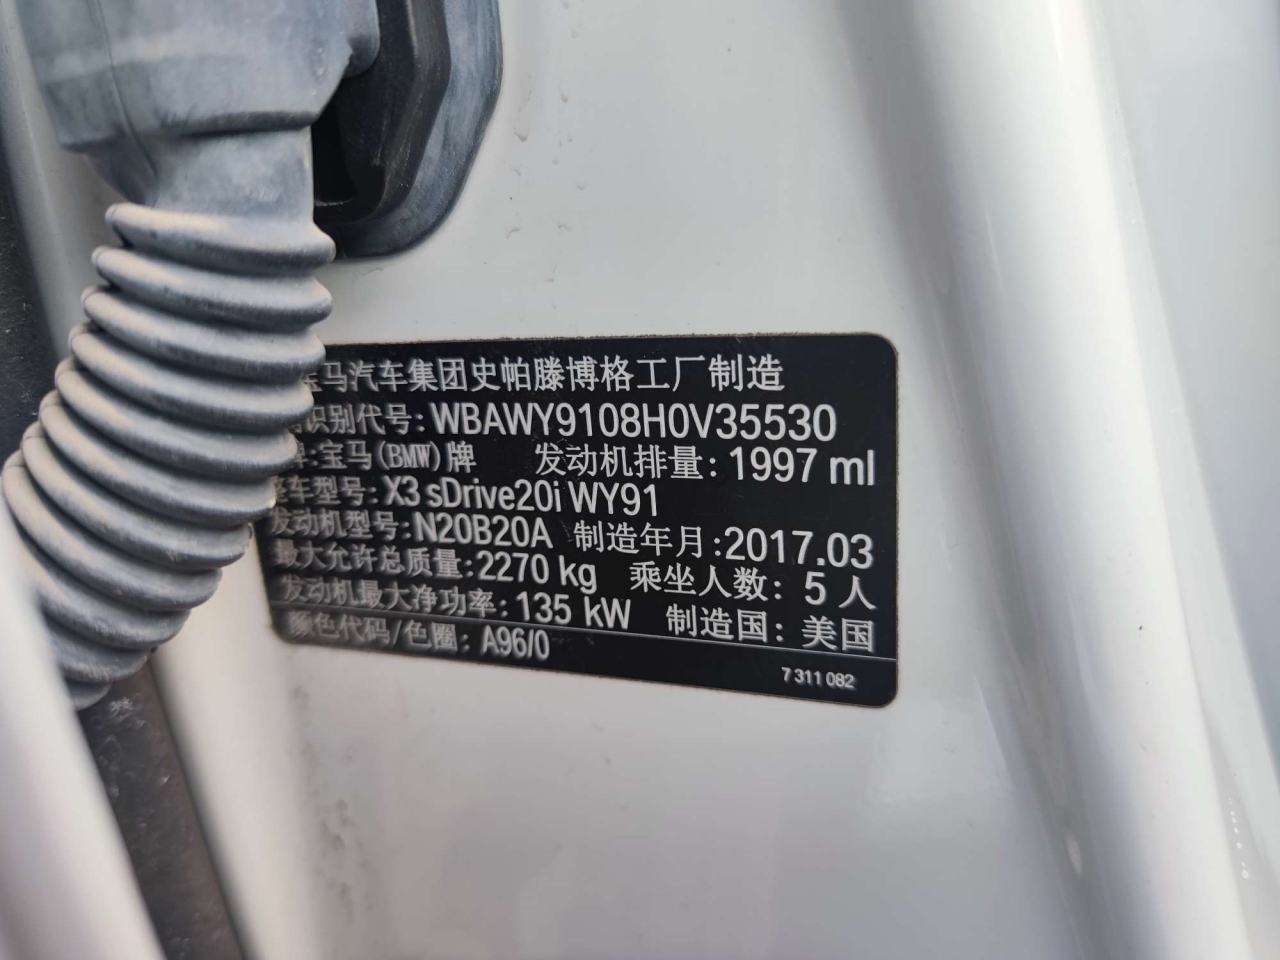 宝马汽车集团史帕滕博格工厂制造
识别代号: WBAWY9108H0V35530
牌:宝马(BMW)牌 发动机排量: 1997 ml
整车型号: X3 sDrive20i WY91
发动机型号: N20B20A 制造年月:2017.03
最大允许总质量: 2270 kg 乘坐人数: 5 人
发动机最大净功率: 135 kW 制造国: 美国
颜色代码/色圈: A96/0
7 311 082